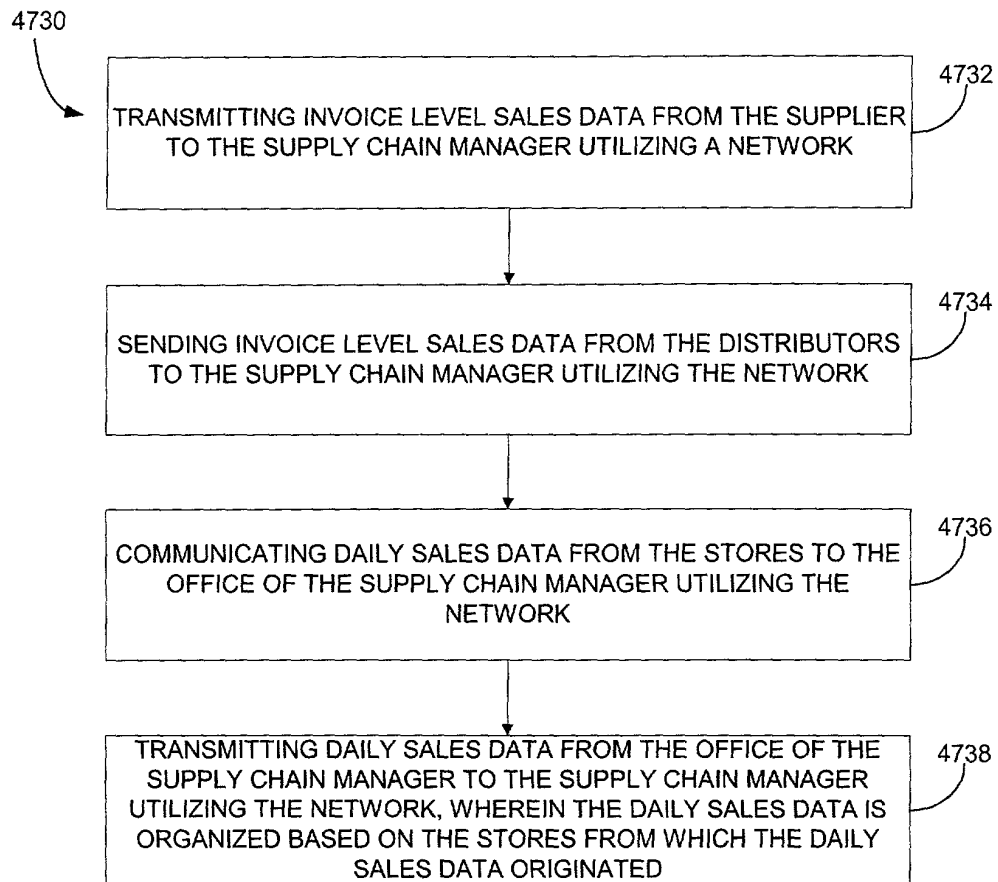 4730
TRANSMITTING INVOICE LEVEL SALES DATA FROM THE SUPPLIER
TO THE SUPPLY CHAIN MANAGER UTILIZING A NETWORK
4732
SENDING INVOICE LEVEL SALES DATA FROM THE DISTRIBUTORS
TO THE SUPPLY CHAIN MANAGER UTILIZING THE NETWORK
4734
COMMUNICATING DAILY SALES DATA FROM THE STORES TO THE
OFFICE OF THE SUPPLY CHAIN MANAGER UTILIZING THE
NETWORK
4736
TRANSMITTING DAILY SALES DATA FROM THE OFFICE OF THE
SUPPLY CHAIN MANAGER TO THE SUPPLY CHAIN MANAGER
UTILIZING THE NETWORK, WHEREIN THE DAILY SALES DATA IS
ORGANIZED BASED ON THE STORES FROM WHICH THE DAILY
SALES DATA ORIGINATED
4738